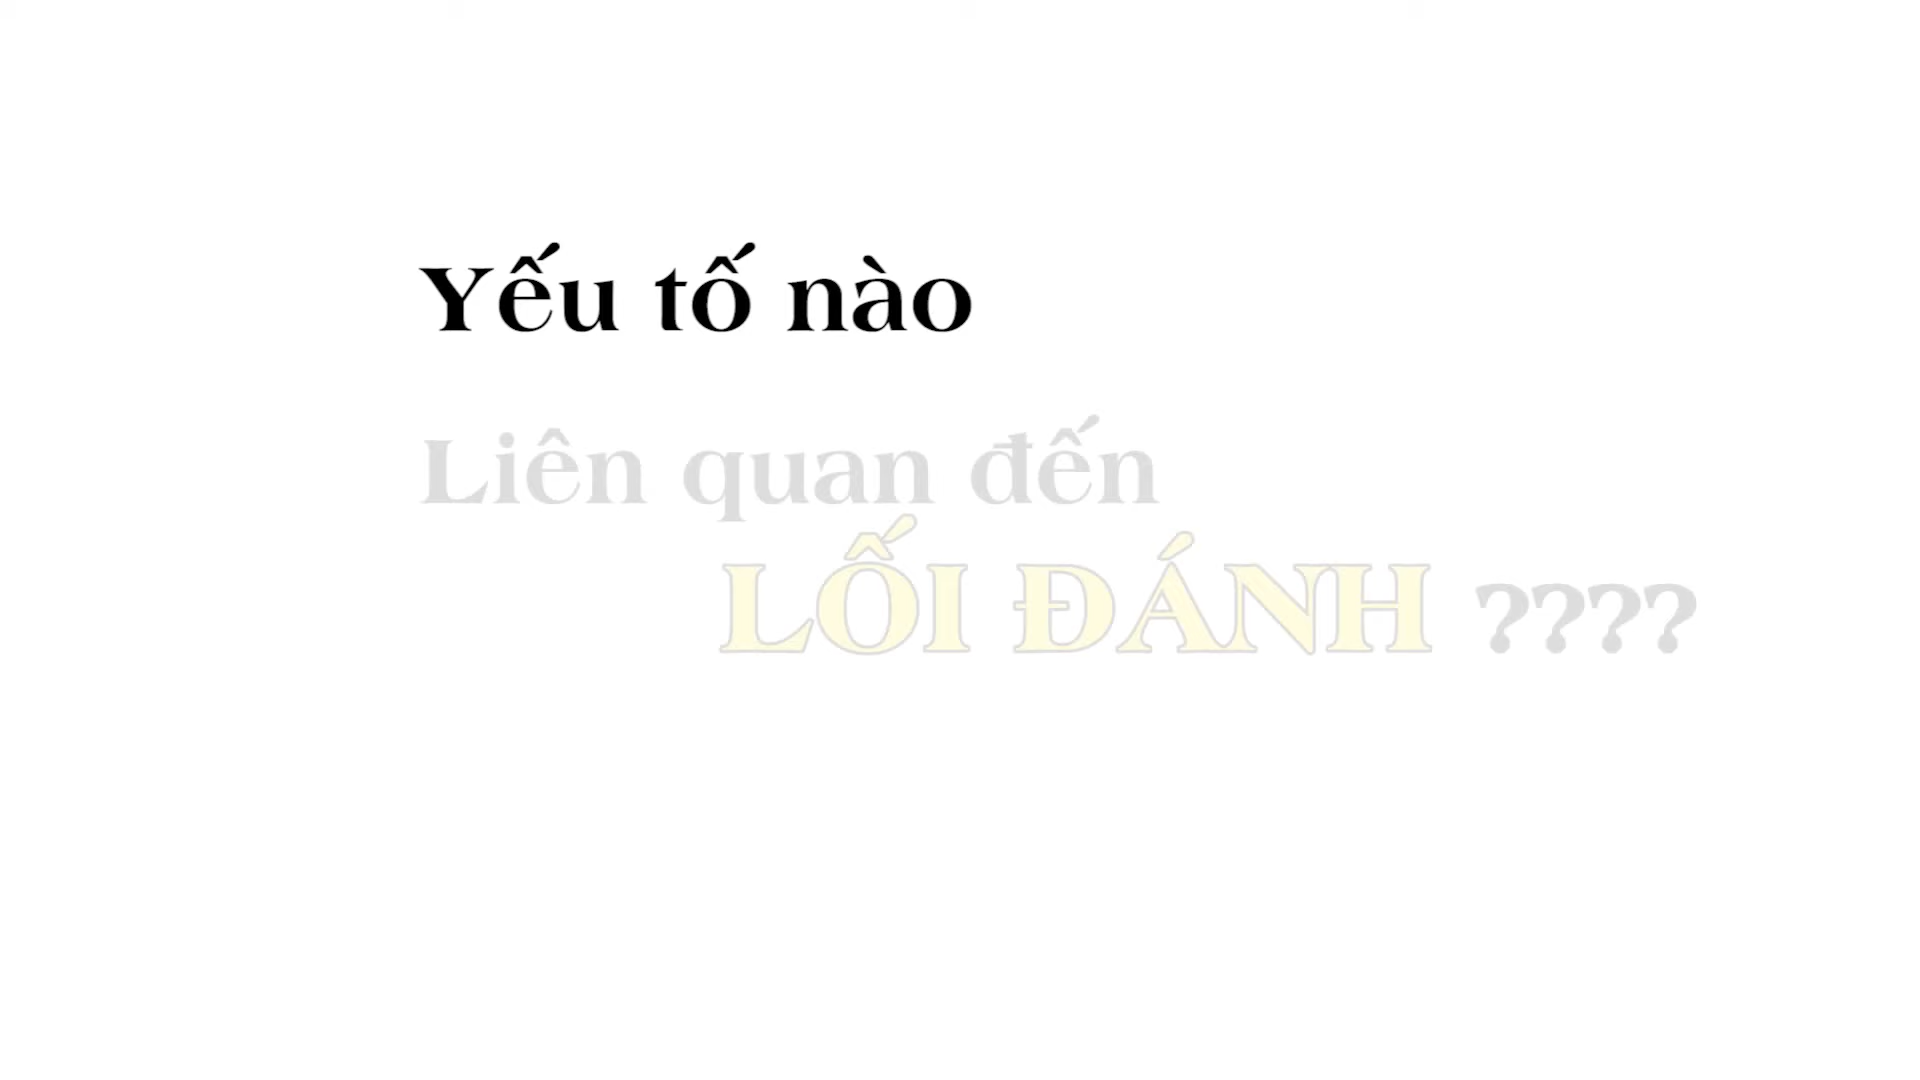 Yếu tố nào
Liên quan đến
LỐI ĐÁNH ????